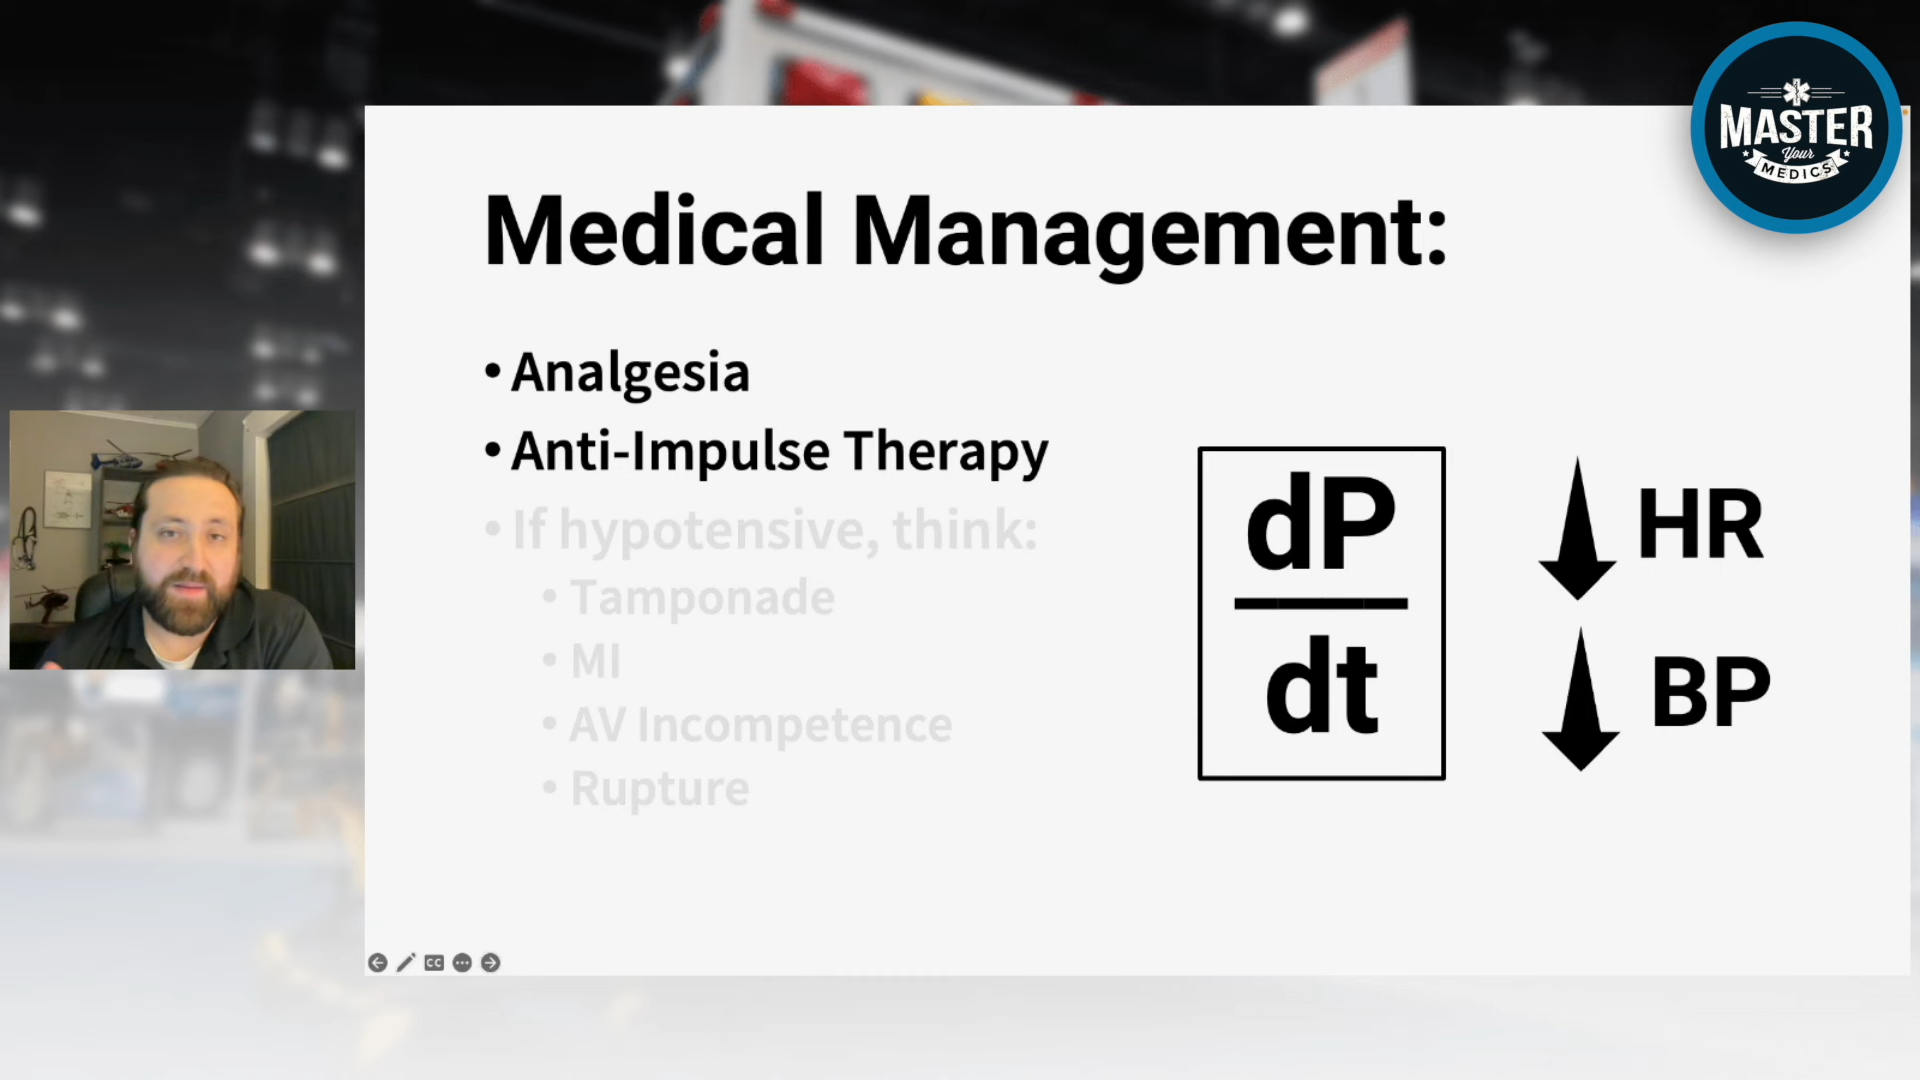 MASTER
Your
MEDICS
Medical Management:
• Analgesia
• Anti-Impulse Therapy
• If hypotensive, think:
• Tamponade
• MI
• AV Incompetence
• Rupture
dP
dt
HR
BP
CC